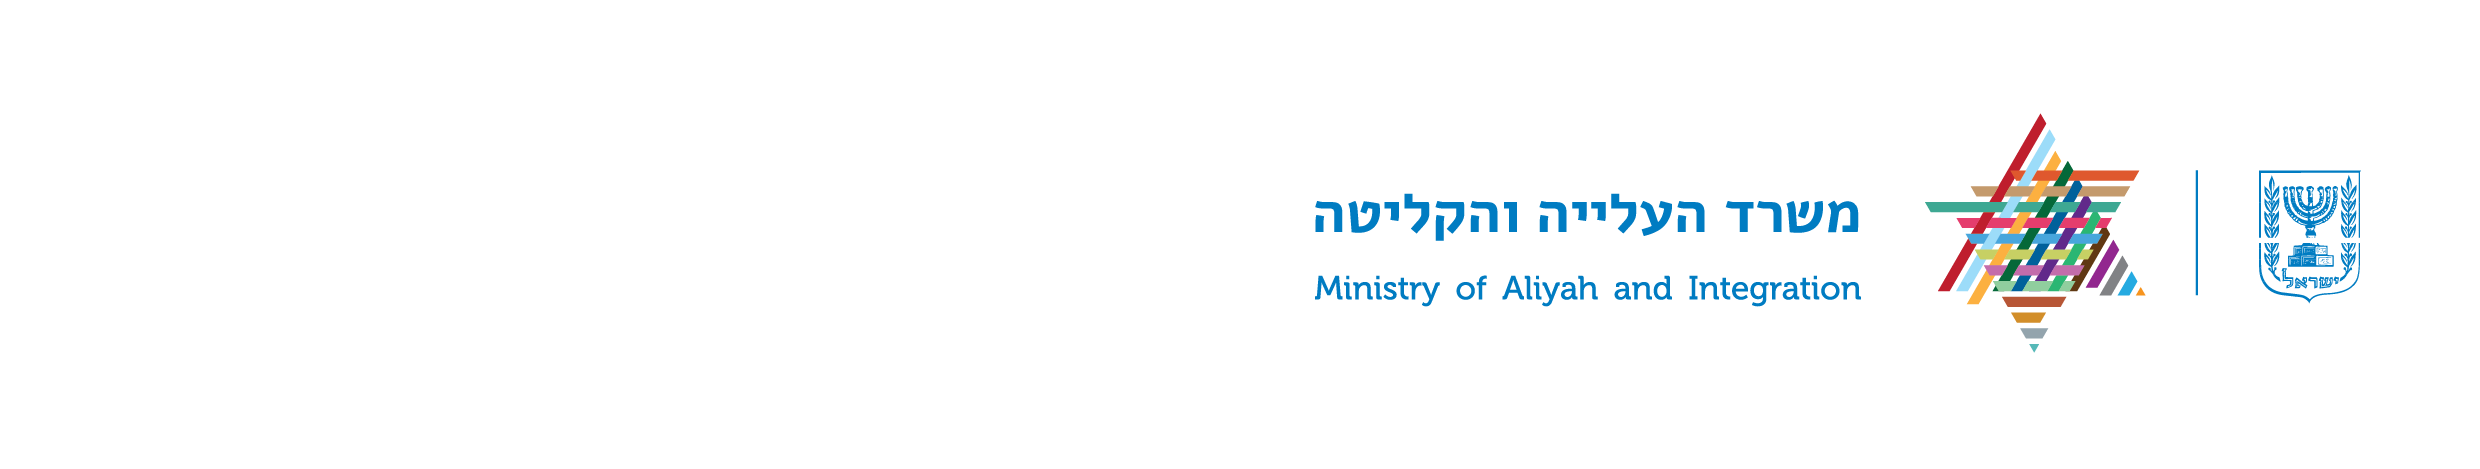 משרד העלייה והקליטה
Ministry of Aliyah and Integration
ישראל